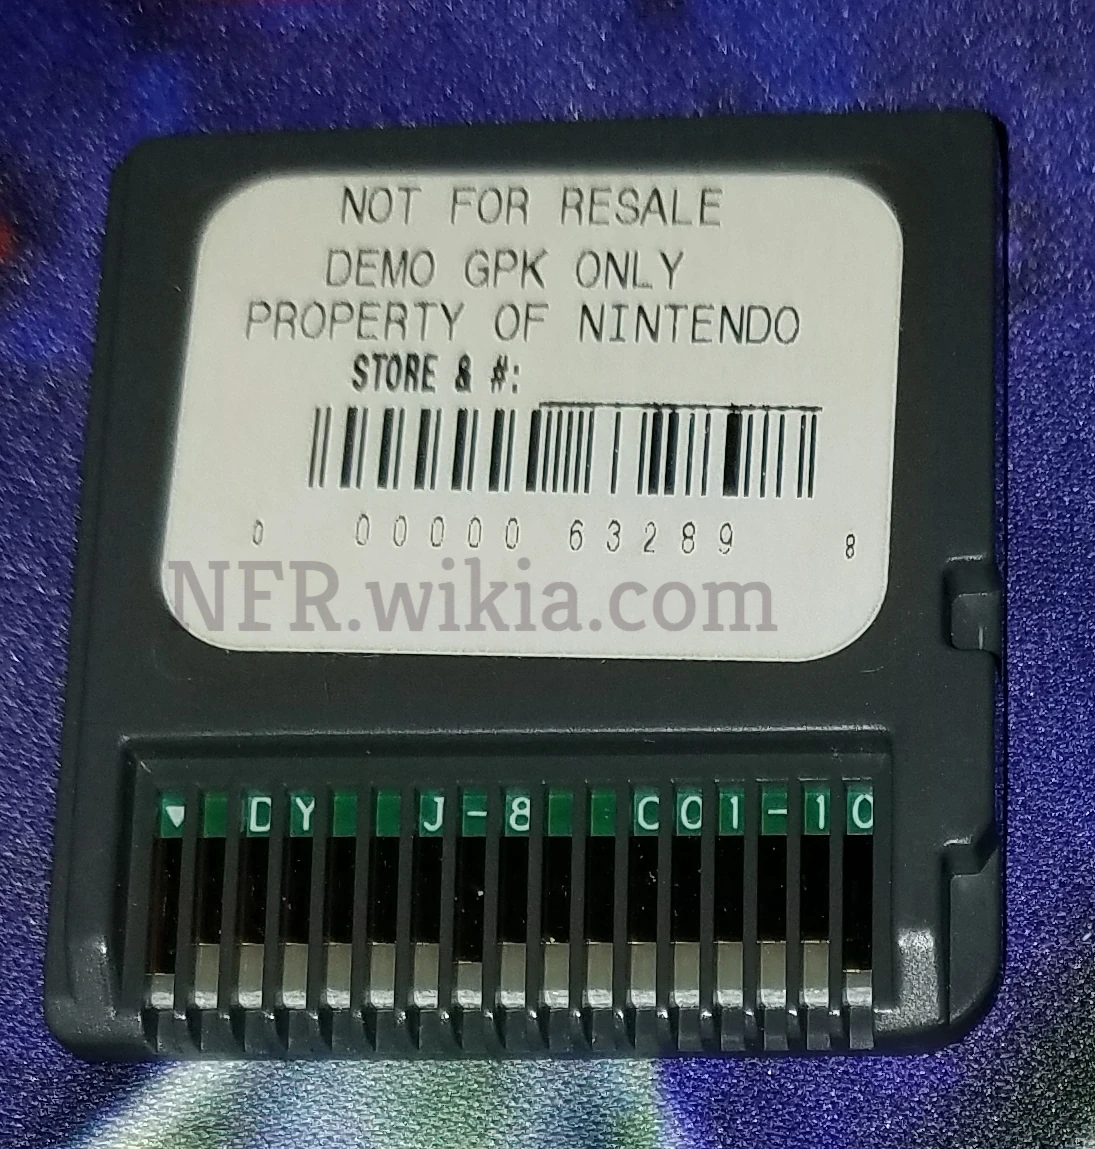 NOT FOR RESALE
DEMO GPK ONLY
PROPERTY OF NINTENDO
STORE & #:
0 00000 63289 8
NFR.wikia.com
▼ DY J-8 C01-10